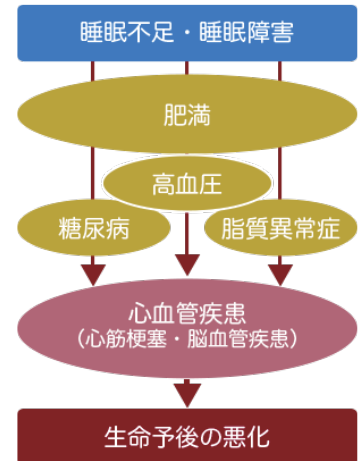 睡眠不足・睡眠障害
肥満
高血圧
糖尿病
脂質異常症
心血管疾患
（心筋梗塞・脳血管疾患）
生命予後の悪化